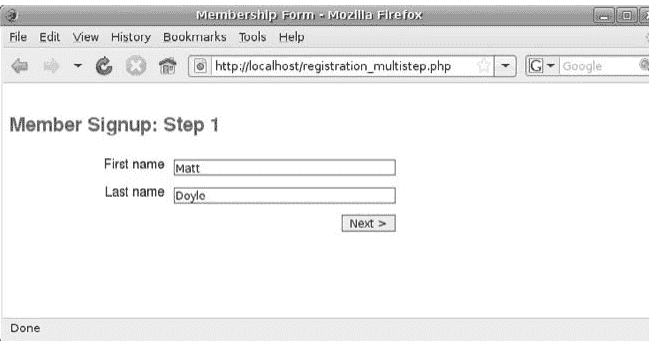 Membership Form - Mozilla Firefox
File Edit View History Bookmarks Tools Help
http://localhost/registration_multistep.php G Google
Member Signup: Step 1
First name Matt
Last name Doyle
Next >
Done